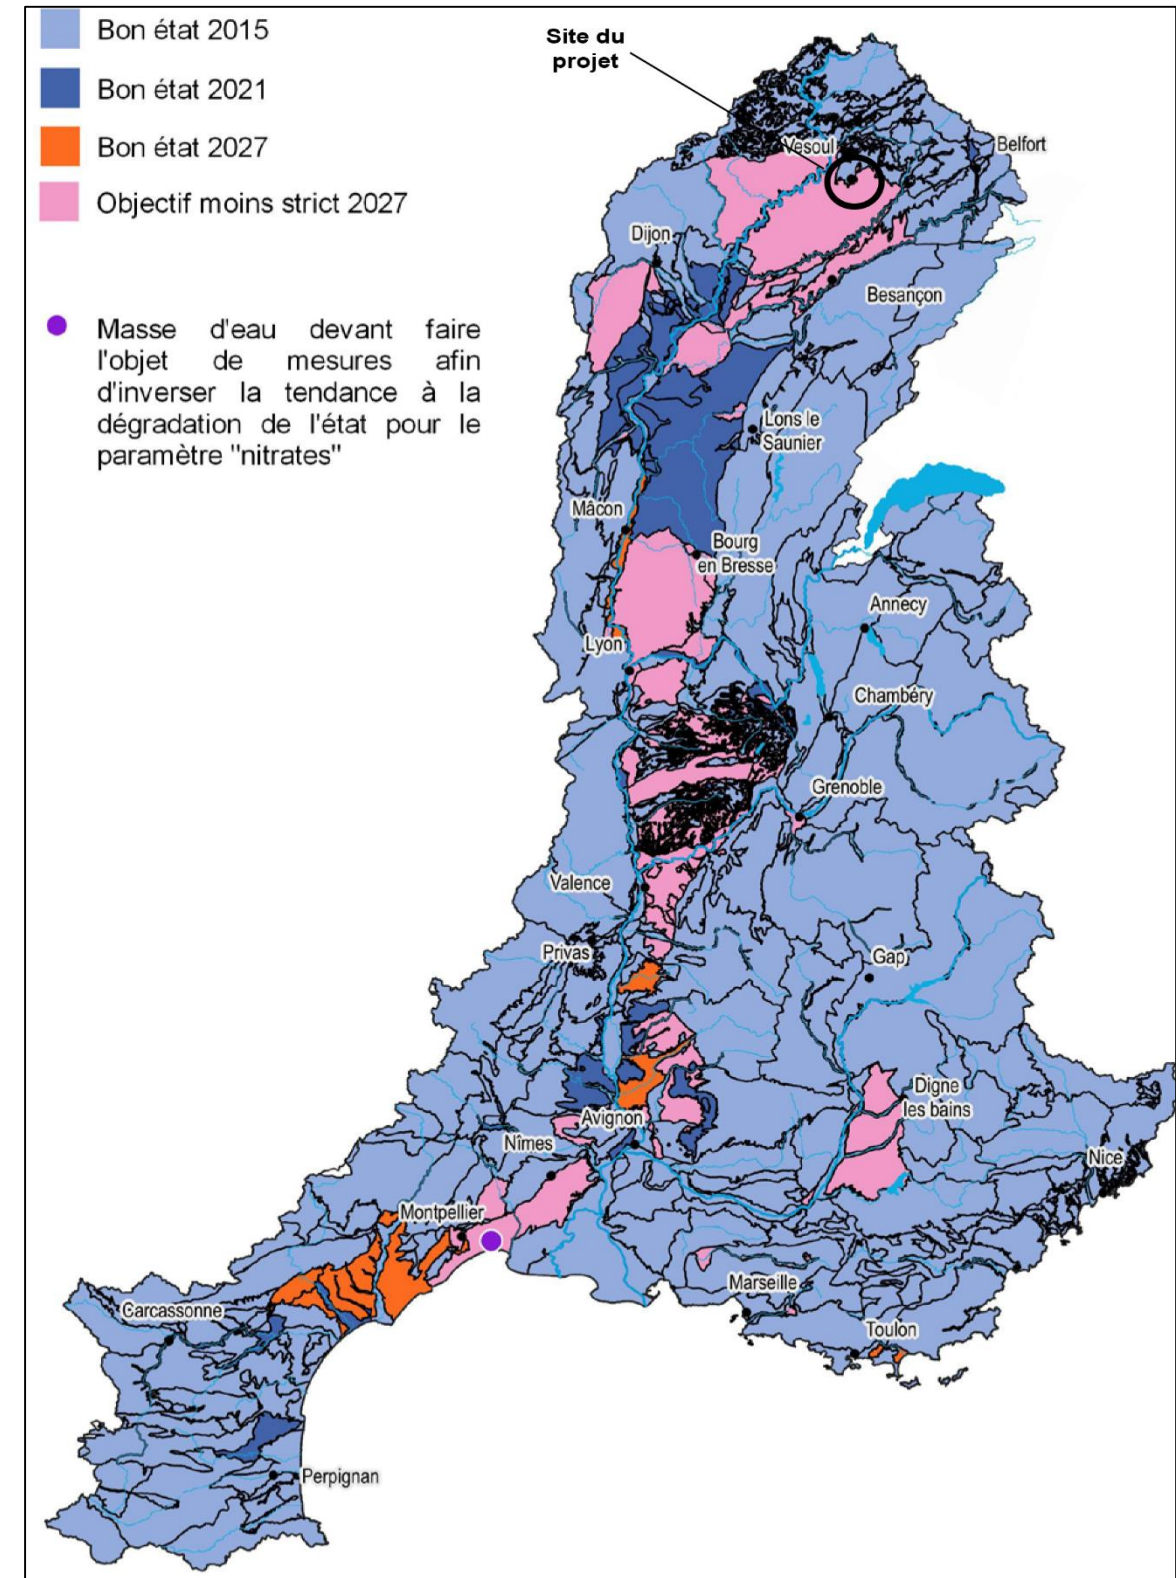 Bon état 2015
Bon état 2021
Bon état 2027
Objectif moins strict 2027
Masse d'eau devant faire
l'objet de mesures afin
d'inverser la tendance à la
dégradation de l'état pour le
paramètre "nitrates"
Site du
projet
Vesoul
Belfort
Dijon
Besançon
Lons le
Saunier
Mâcon
Bourg
en Bresse
Annecy
Lyon
Chambéry
Grenoble
Valence
Privas
Gap
Digne
les bains
Avignon
Nîmes
Nice
Montpellier
Marseille
Carcassonne
Toulon
Perpignan